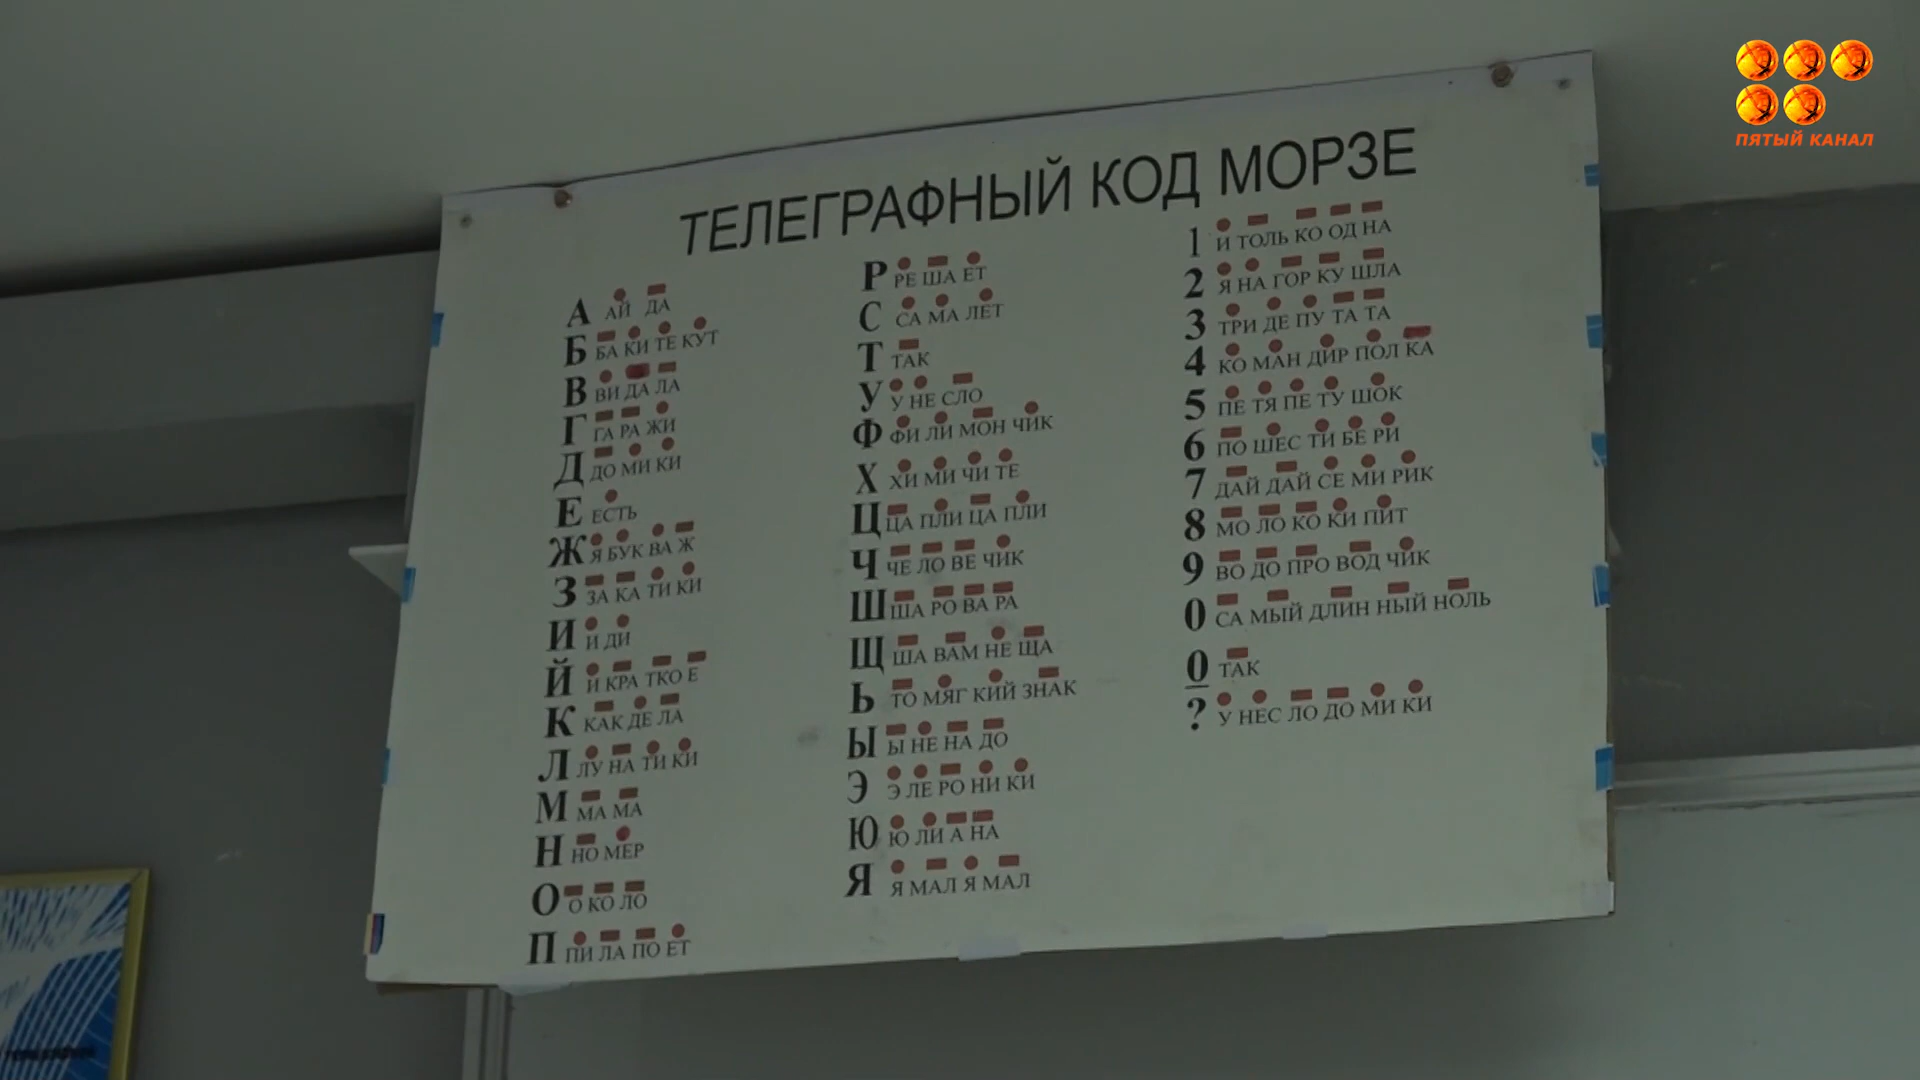 ПЯТЫЙ КАНАЛ
ТЕЛЕГРАФНЫЙ КОД МОРЗЕ
А АЙ ДА
Б БА КИ ТЕ КУТ
В ВИ ДА ЛА
Г ГА РА ЖИ
Д ДО МИ КИ
Е ЕСТЬ
Ж Я БУК ВА Ж
З ЗА КА ТИ КИ
И И ДИ
Й И КРА ТКО Е
К КАК ДЕ ЛА
Л ЛУ НА ТИ КИ
М МА МА
Н НО МЕР
О О КО ЛО
П ПИ ЛА ПО ЕТ
Р РЕ ША ЕТ
С СА МА ЛЕТ
Т ТАК
У У НЕ СЛО
Ф ФИ ЛИ МОН ЧИК
Х ХИ МИ ЧИ ТЕ
Ц ЦА ПЛИ ЦА ПЛИ
Ч ЧЕ ЛО ВЕ ЧИК
Ш ША РО ВА РА
Щ ЩА ВАМ НЕ ЩА
Ь ТО МЯГ КИЙ ЗНАК
Ы Ы НЕ НА ДО
Э Э ЛЕ РО НИ КИ
Ю Ю ЛИ А НА
Я Я МАЛ Я МАЛ
1 И ТОЛЬ КО ОД НА
2 Я НА ГОР КУ ШЛА
3 ТРИ ДЕ ПУ ТА ТА
4 КО МАН ДИР ПОЛ КА
5 ПЕ ТЯ ПЕ ТУ ШОК
6 ПО ШЕС ТИ БЕ РИ
7 ДАЙ ДАЙ СЕ МИ РИК
8 МО ЛО КО КИ ПИТ
9 ВО ДО ПРО ВОД ЧИК
0 СА МЫЙ ДЛИН НЫЙ НОЛЬ
0 ТАК
? У НЕС ЛО ДО МИ КИ